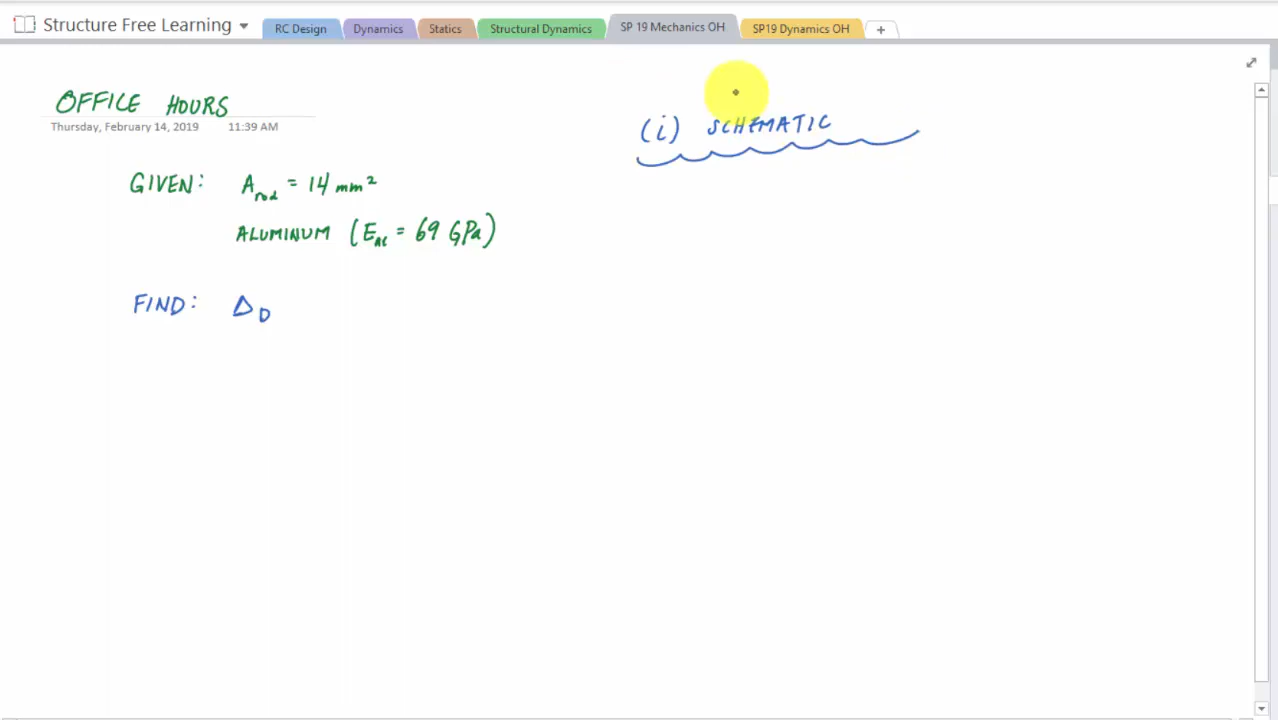 Structure Free Learning
RC Design
Dynamics
Statics
Structural Dynamics
SP 19 Mechanics OH
SP19 Dynamics OH
+
OFFICE HOURS
Thursday, February 14, 2019 11:39 AM
(i) SCHEMATIC
GIVEN: A_rod = 14 mm²
ALUMINUM (E_AL = 69 GPa)
FIND: Δ_D